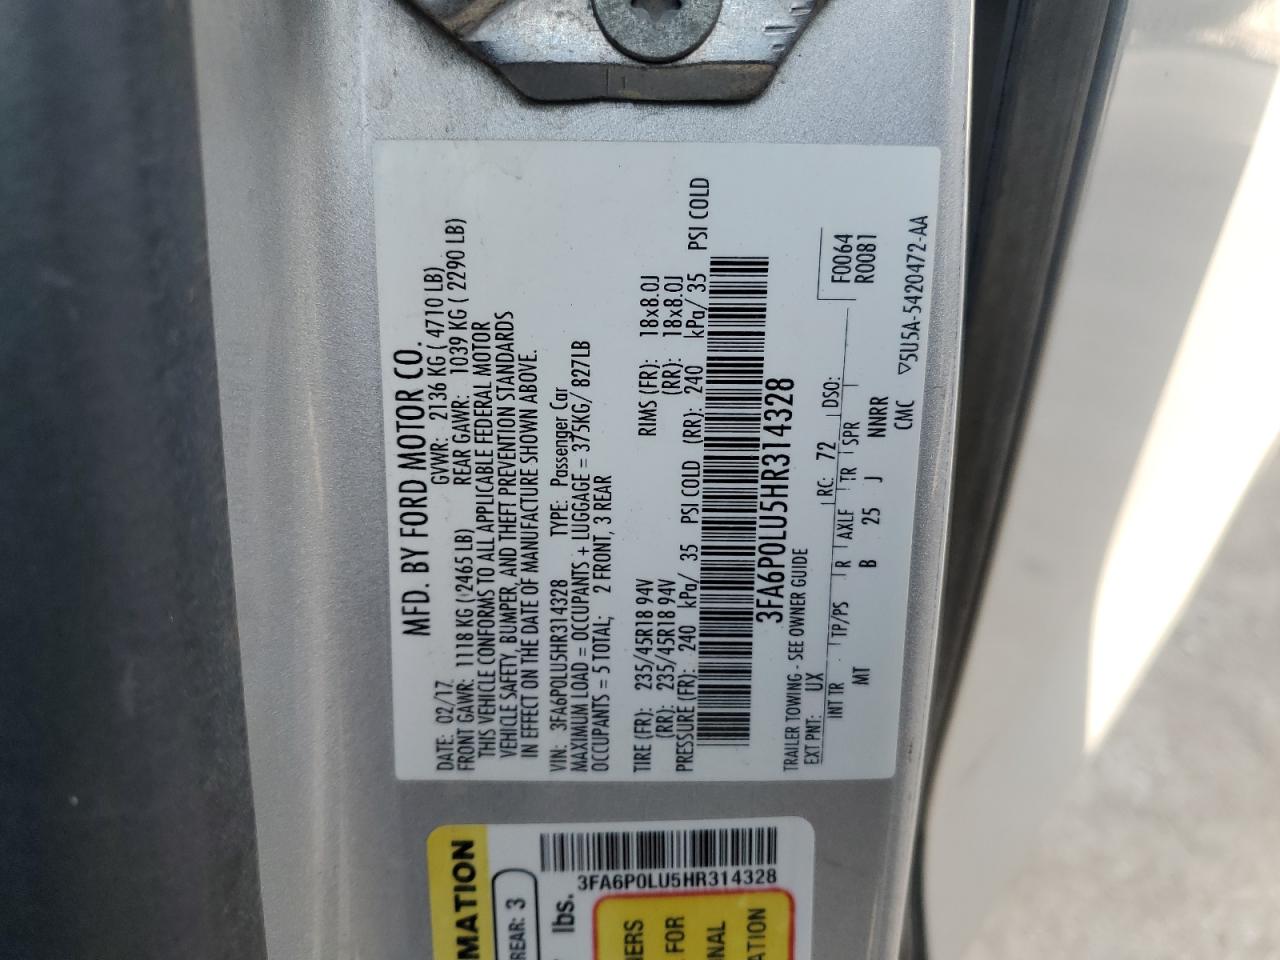 MFD. BY FORD MOTOR CO.
DATE: 02/17 GVWR: 2136 KG ( 4710 LB)
FRONT GAWR: 1118 KG ( 2465 LB) REAR GAWR: 1039 KG ( 2290 LB)
THIS VEHICLE CONFORMS TO ALL APPLICABLE FEDERAL MOTOR
VEHICLE SAFETY, BUMPER, AND THEFT PREVENTION STANDARDS
IN EFFECT ON THE DATE OF MANUFACTURE SHOWN ABOVE.
VIN: 3FA6P0LU5HR314328 TYPE: Passenger Car
MAXIMUM LOAD = OCCUPANTS + LUGGAGE = 375KG/ 827LB
OCCUPANTS = 5 TOTAL; 2 FRONT, 3 REAR
TIRE (FR): 235/45R18 94V RIMS (FR): 18x8.0J
(RR): 235/45R18 94V (RR): 18x8.0J
PRESSURE (FR): 240 kPa/ 35 PSI COLD (RR): 240 kPa/ 35 PSI COLD
3FA6P0LU5HR314328
TRAILER TOWING - SEE OWNER GUIDE
EXT PNT: UX RC: 72 DSO: F0064
R0081
INT TR TP/PS R AXLE TR SPR
MT B 25 J NNRR
CMC ▽5U5A-5420472-AA
MATION
REAR: 3
lbs.
3FA6P0LU5HR314328
IERS
FOR
NAL
ATION